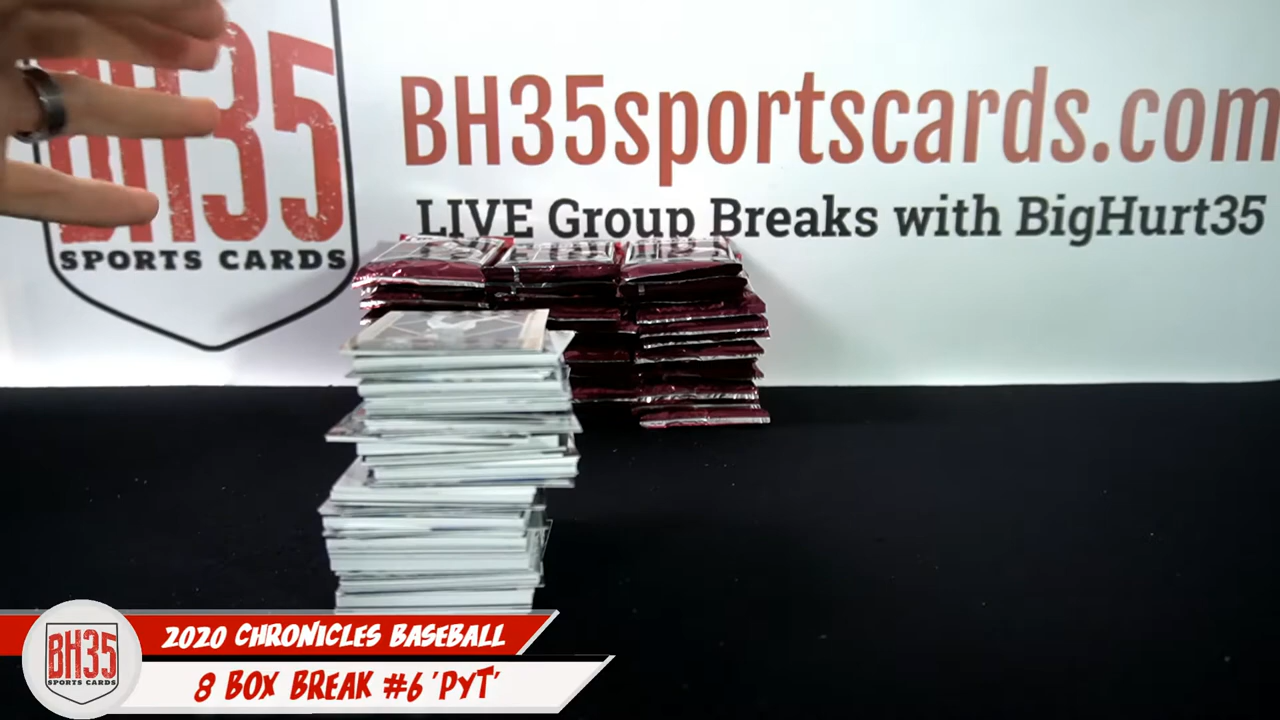 BH35
SPORTS CARDS
BH35sportscards.com
LIVE Group Breaks with BigHurt35
BH35
SPORTS CARDS
2020 CHRONICLES BASEBALL
8 BOX BREAK #6 'PYT'